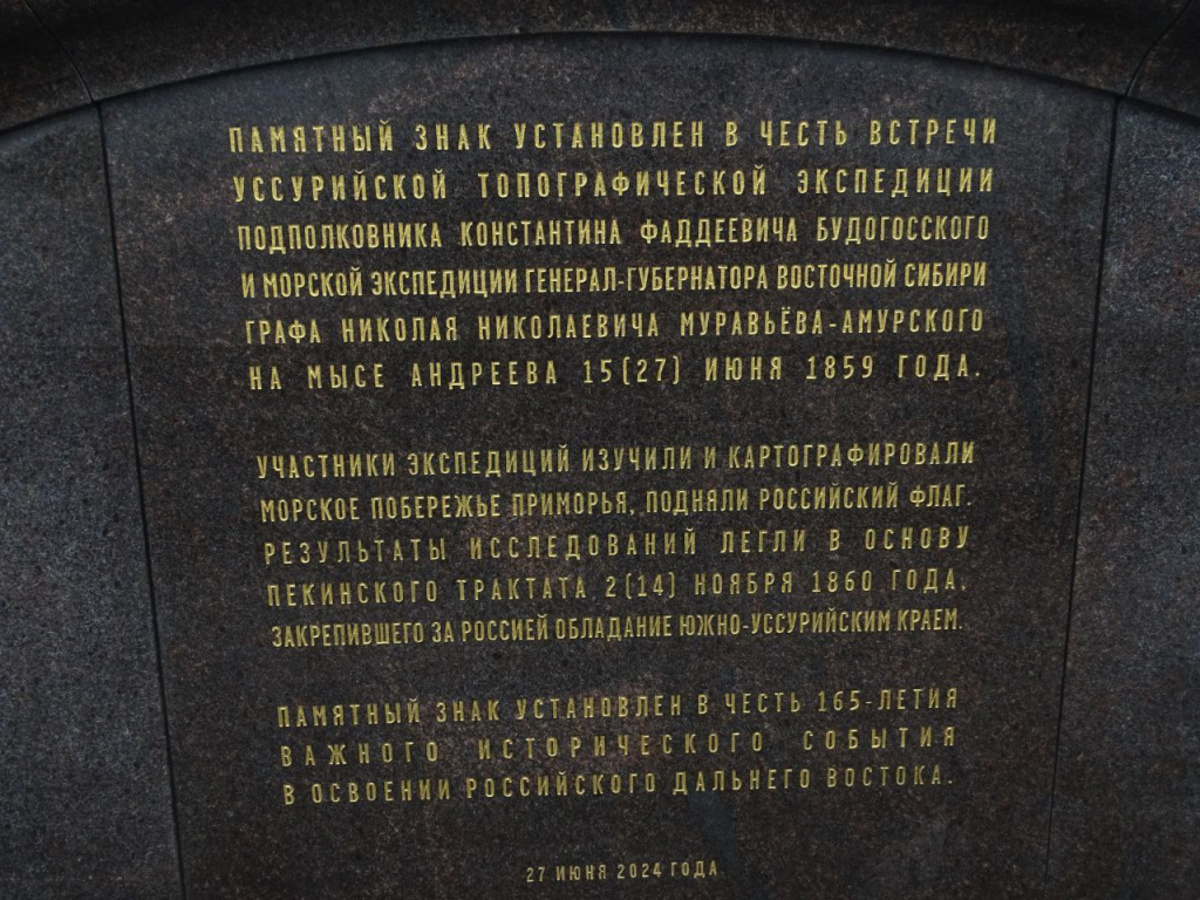 ПАМЯТНЫЙ ЗНАК УСТАНОВЛЕН В ЧЕСТЬ ВСТРЕЧИ
УССУРИЙСКОЙ ТОПОГРАФИЧЕСКОЙ ЭКСПЕДИЦИИ
ПОДПОЛКОВНИКА КОНСТАНТИНА ФАДДЕЕВИЧА БУДОГОССКОГО
И МОРСКОЙ ЭКСПЕДИЦИИ ГЕНЕРАЛ-ГУБЕРНАТОРА ВОСТОЧНОЙ СИБИРИ
ГРАФА НИКОЛАЯ НИКОЛАЕВИЧА МУРАВЬЁВА-АМУРСКОГО
НА МЫСЕ АНДРЕЕВА 15(27) ИЮНЯ 1859 ГОДА.
УЧАСТНИКИ ЭКСПЕДИЦИЙ ИЗУЧИЛИ И КАРТОГРАФИРОВАЛИ
МОРСКОЕ ПОБЕРЕЖЬЕ ПРИМОРЬЯ, ПОДНЯЛИ РОССИЙСКИЙ ФЛАГ.
РЕЗУЛЬТАТЫ ИССЛЕДОВАНИЙ ЛЕГЛИ В ОСНОВУ
ПЕКИНСКОГО ТРАКТАТА 2(14) НОЯБРЯ 1860 ГОДА,
ЗАКРЕПИВШЕГО ЗА РОССИЕЙ ОБЛАДАНИЕ ЮЖНО-УССУРИЙСКИМ КРАЕМ.
ПАМЯТНЫЙ ЗНАК УСТАНОВЛЕН В ЧЕСТЬ 165-ЛЕТИЯ
ВАЖНОГО ИСТОРИЧЕСКОГО СОБЫТИЯ
В ОСВОЕНИИ РОССИЙСКОГО ДАЛЬНЕГО ВОСТОКА.
27 ИЮНЯ 2024 ГОДА